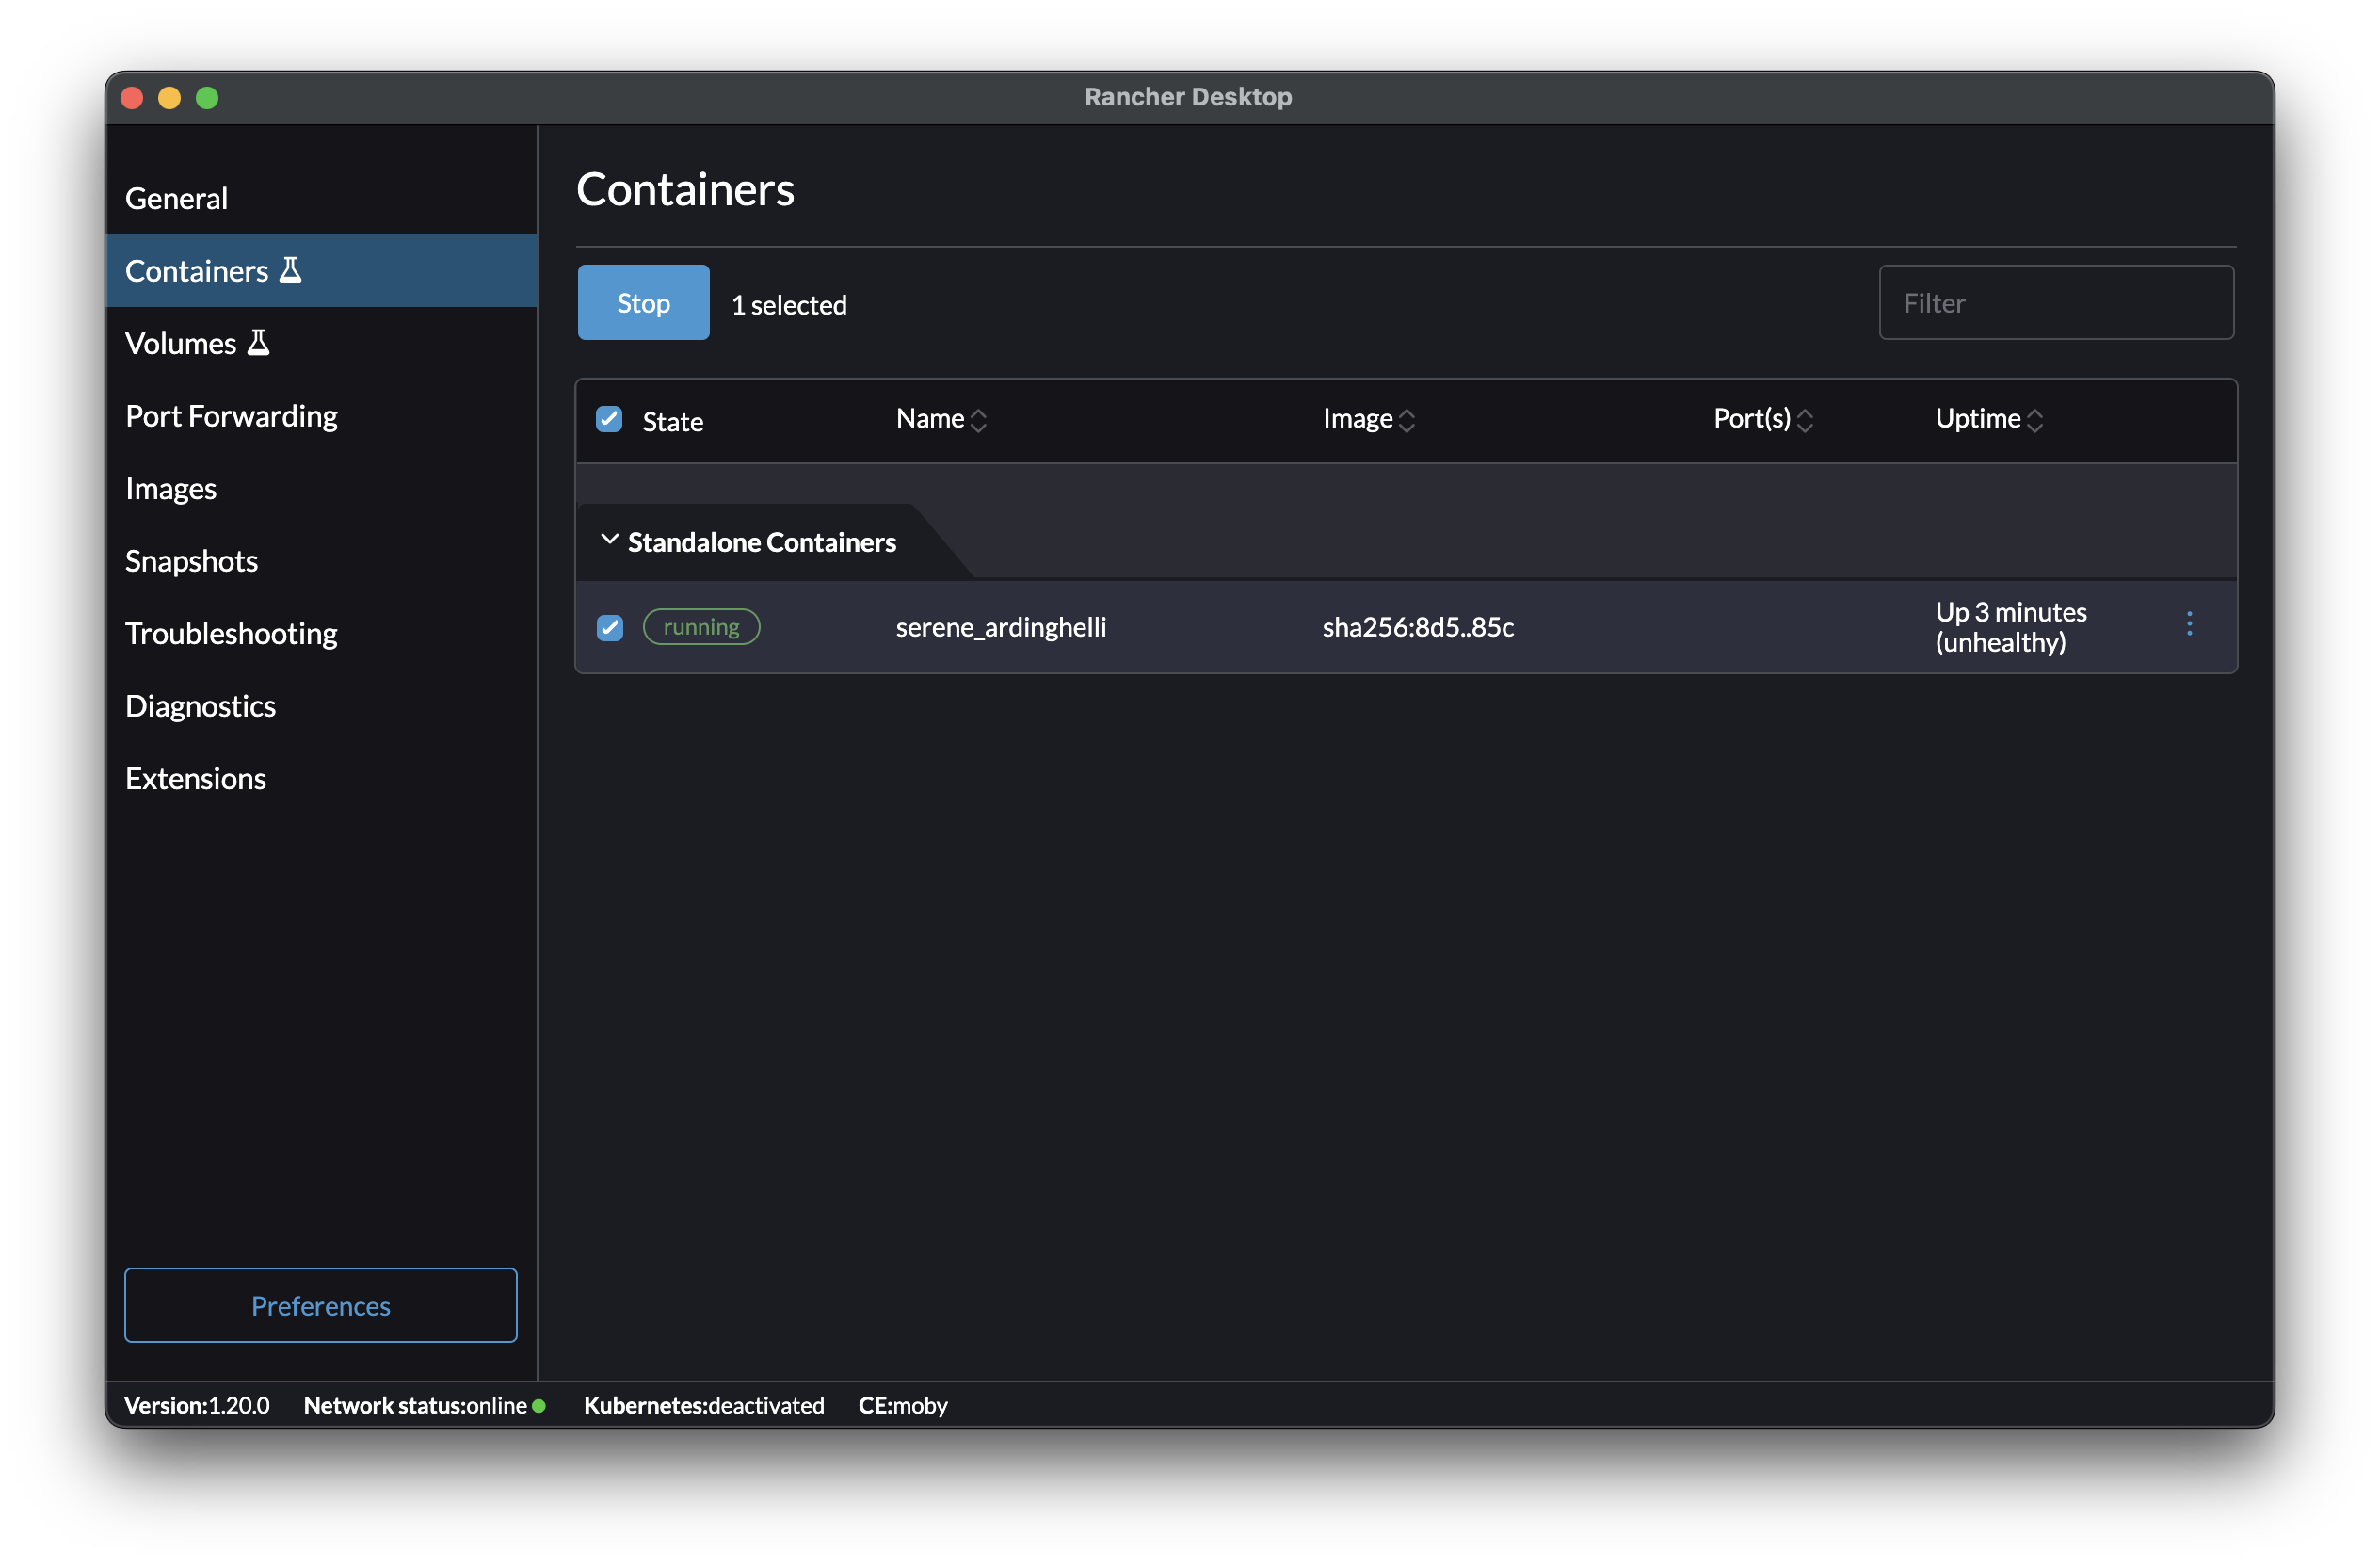 Rancher Desktop
General
Containers
Volumes
Port Forwarding
Images
Snapshots
Troubleshooting
Diagnostics
Extensions
Preferences
Containers
Stop 1 selected Filter
State Name Image Port(s) Uptime
Standalone Containers
running serene_ardinghelli sha256:8d5..85c Up 3 minutes
(unhealthy)
Version:1.20.0 Network status:online Kubernetes:deactivated CE:moby